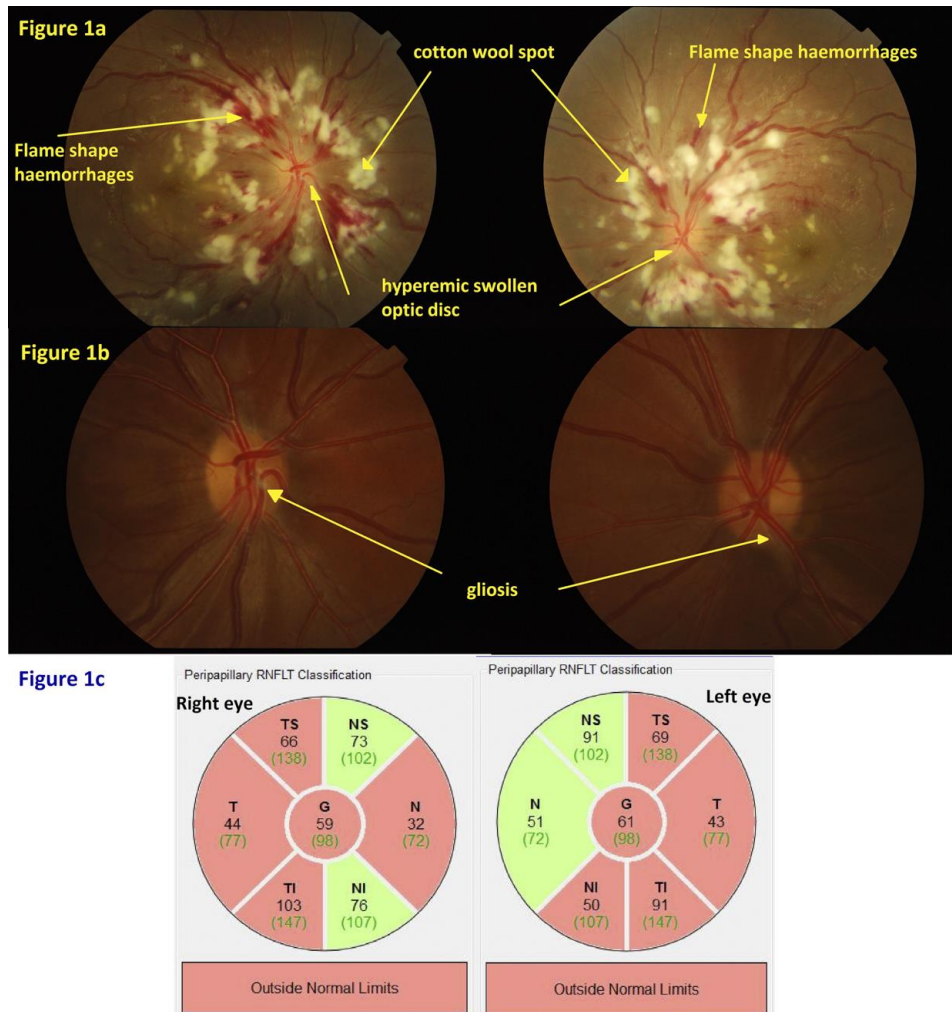 Figure 1a
cotton wool spot
Flame shape haemorrhages
Flame shape
haemorrhages
hyperemic swollen
optic disc
Figure 1b
gliosis
Figure 1c
Peripapillary RNFLT Classification
Right eye
TS
66
(138)
NS
73
(102)
T
44
(77)
G
59
(98)
N
32
(72)
TI
103
(147)
NI
76
(107)
Outside Normal Limits
Peripapillary RNFLT Classification
Left eye
NS
91
(102)
TS
69
(138)
N
51
(72)
G
61
(98)
T
43
(77)
NI
50
(107)
TI
91
(147)
Outside Normal Limits